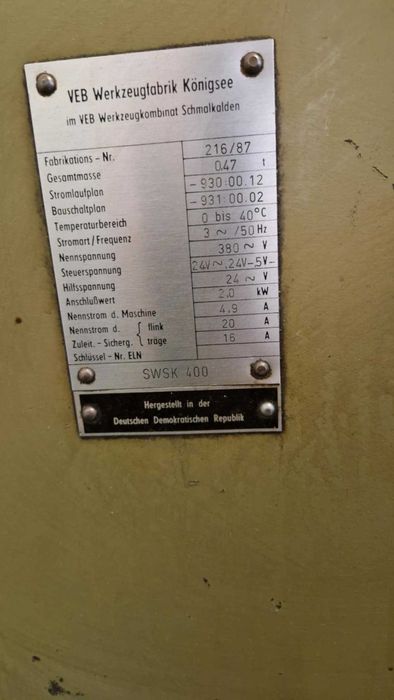 VEB Werkzeugfabrik Königsee
im VEB Werkzeugkombinat Schmalkalden
Fabrikations - Nr. 216/87
Gesamtmasse 0.47 t
Stromlaufplan - 930:00.12
Bauschaltplan - 931:00.02
Temperaturbereich 0 bis 40°C
Stromart/Frequenz 3 ~ /50 Hz
Nennspannung 380 ~ V
Steuerspannung 24V~,24V-,5V-
Hilfsspannung 24 ~ V
Anschlußwert 2.0 kW
Nennstrom d. Maschine 4.9 A
Nennstrom d. { flink 20 A
Zuleit. - Sicherg. { träge 16 A
Schlüssel - Nr. ELN
SWSK 400
Hergestellt in der
Deutschen Demokratischen Republik